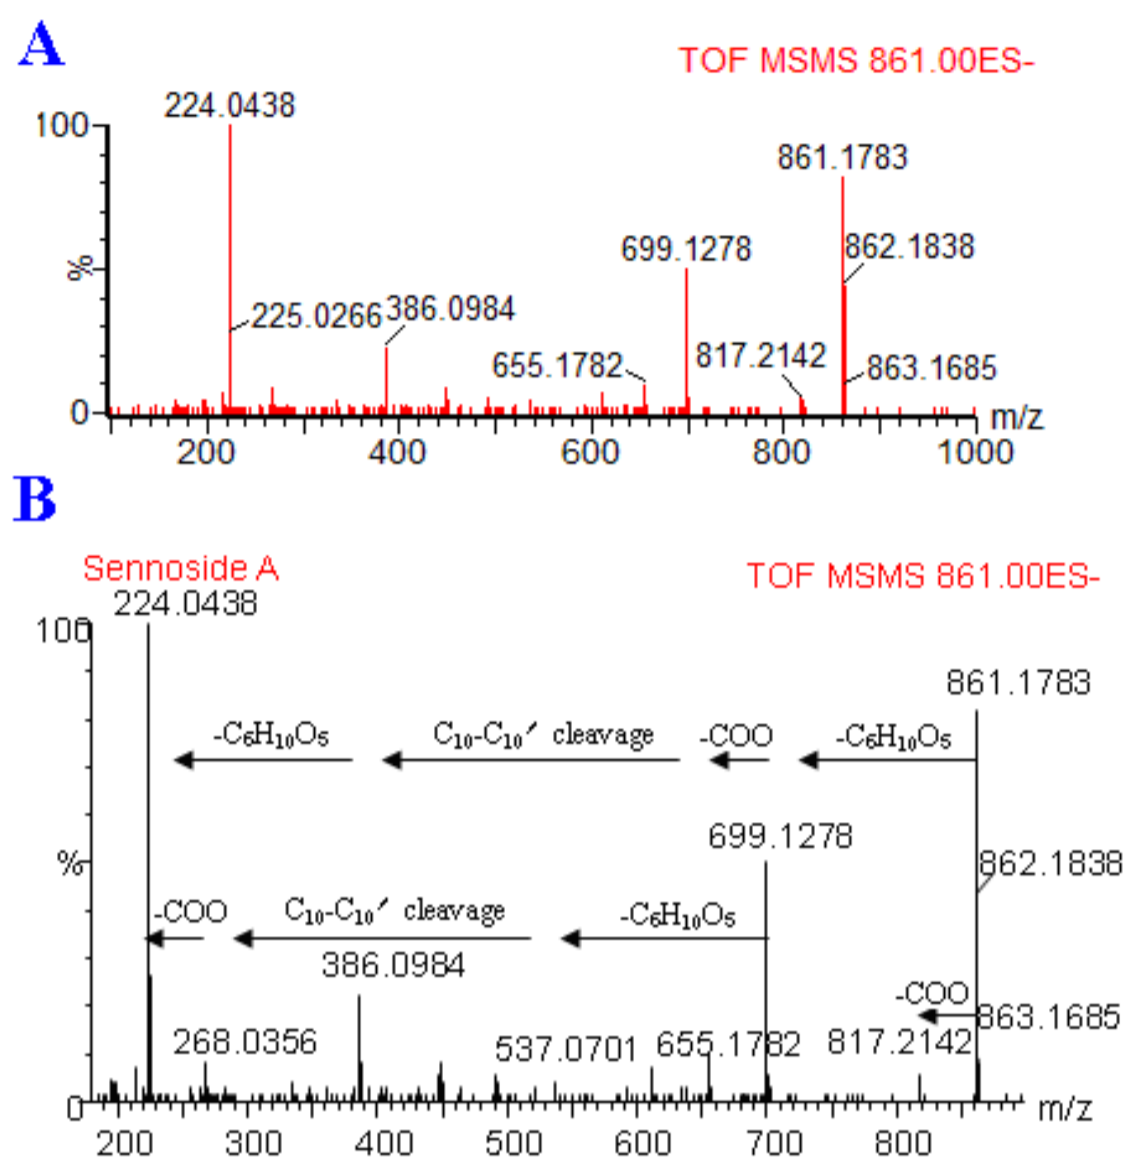 A
TOF MSMS 861.00ES-
224.0438
100
861.1783
699.1278
862.1838
%
225.0266
386.0984
655.1782
817.2142
863.1685
0
m/z
200 400 600 800 1000
B
Sennoside A
TOF MSMS 861.00ES-
224.0438
100
861.1783
-C₆H₁₀O₅
C₁₀-C₁₀′ cleavage
-COO
-C₆H₁₀O₅
699.1278
%
862.1838
-COO
C₁₀-C₁₀′ cleavage
-C₆H₁₀O₅
386.0984
-COO
863.1685
268.0356
537.0701
655.1782
817.2142
0
m/z
200 300 400 500 600 700 800